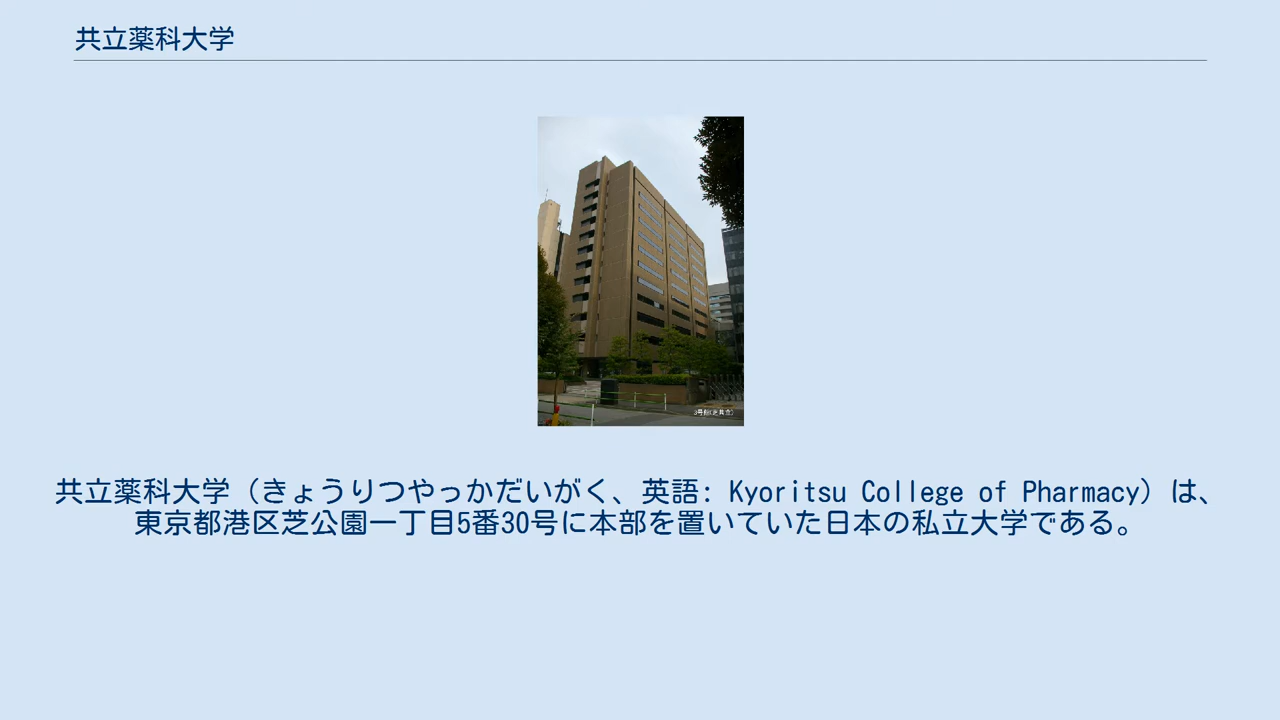 共立薬科大学
共立薬科大学（きょうりつやっかだいがく、英語: Kyoritsu College of Pharmacy）は、
東京都港区芝公園一丁目5番30号に本部を置いていた日本の私立大学である。